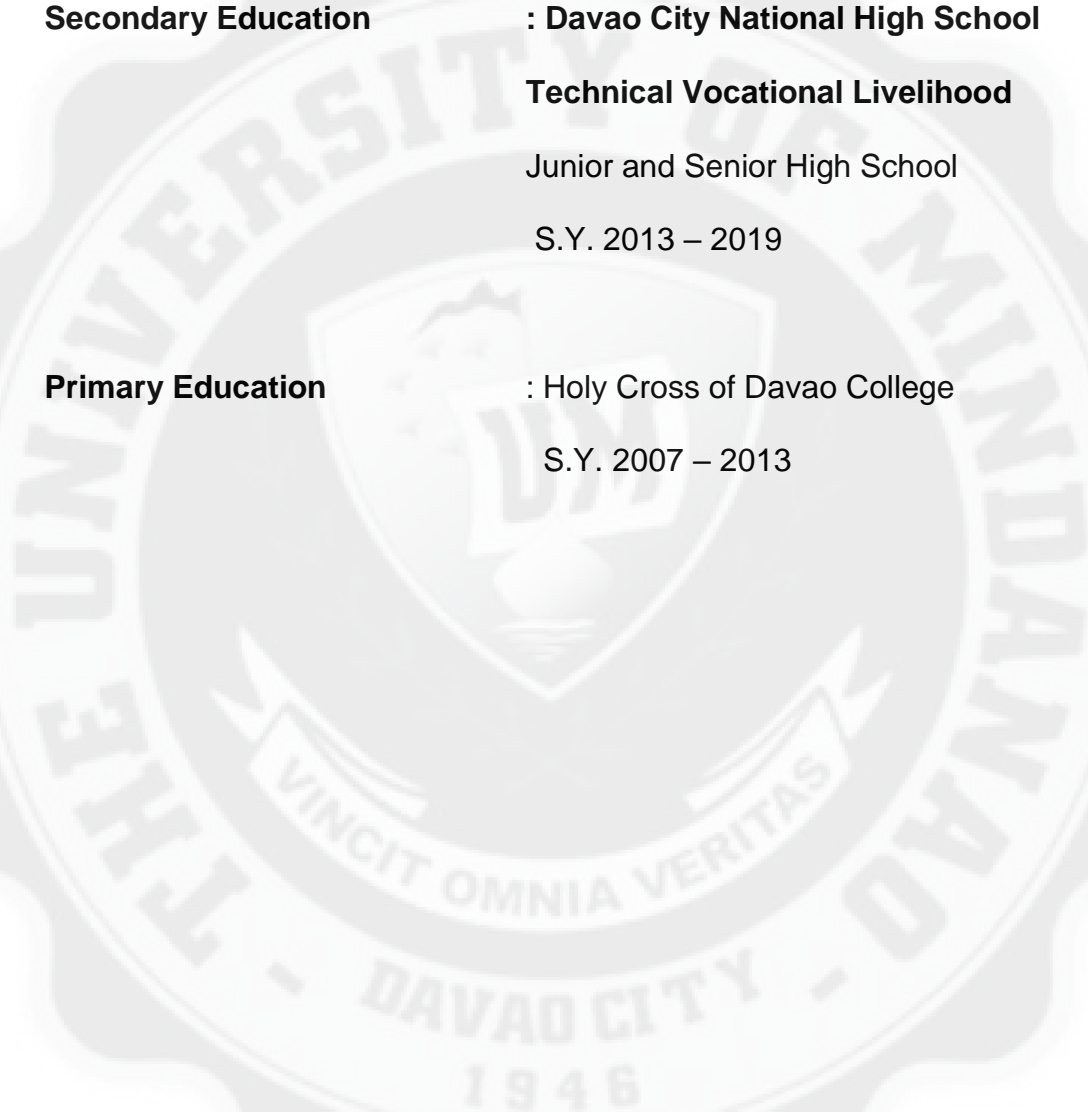 Secondary Education : Davao City National High School
Technical Vocational Livelihood
Junior and Senior High School
S.Y. 2013 – 2019
Primary Education : Holy Cross of Davao College
S.Y. 2007 – 2013
THE UNIVERSITY OF MINDANAO
UM
VINCIT OMNIA VERITAS
- DAVAO CITY -
1946